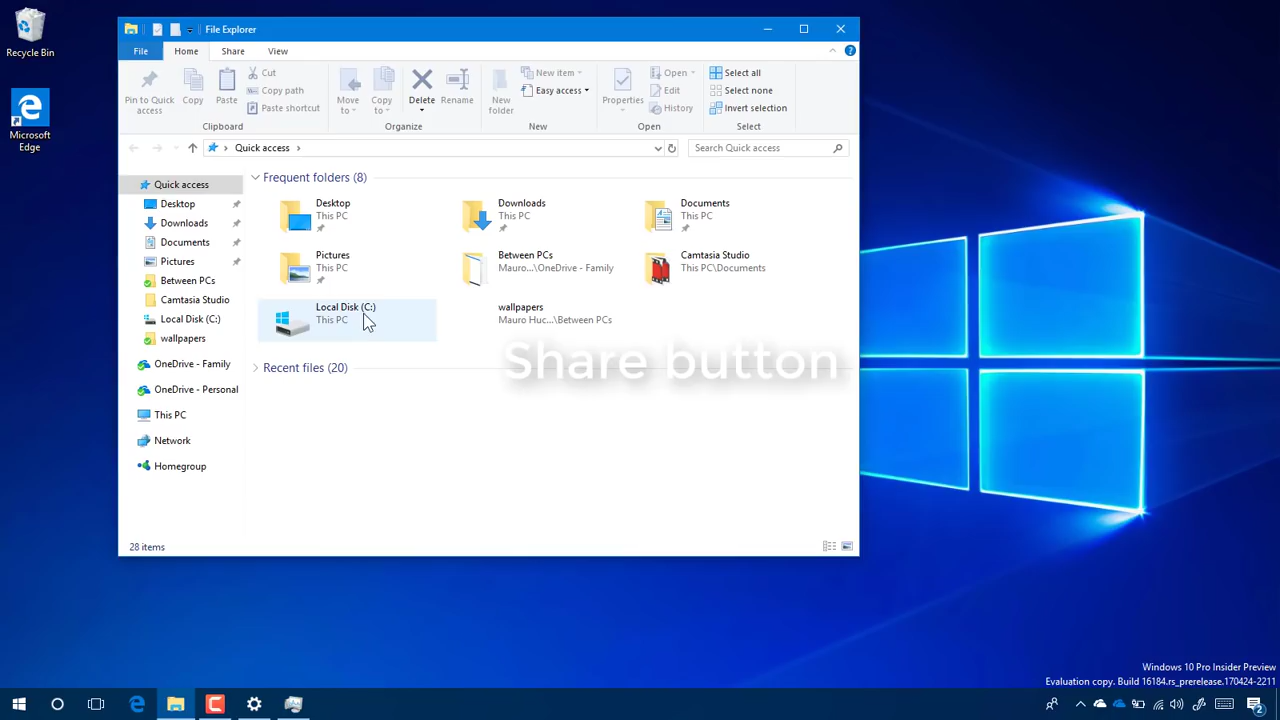 Recycle Bin
Microsoft
Edge
File Explorer
File
Home
Share
View
Pin to Quick
access
Copy
Paste
Cut
Copy path
Paste shortcut
Clipboard
Move
to
Copy
to
Delete
Rename
Organize
New
folder
New item
Easy access
New
Properties
Open
Edit
History
Open
Select all
Select none
Invert selection
Select
Quick access
Search Quick access
Quick access
Desktop
Downloads
Documents
Pictures
Between PCs
Camtasia Studio
Local Disk (C:)
wallpapers
OneDrive - Family
OneDrive - Personal
This PC
Network
Homegroup
Frequent folders (8)
Desktop
This PC
Downloads
This PC
Documents
This PC
Pictures
This PC
Between PCs
Mauro...\OneDrive - Family
Camtasia Studio
This PC\Documents
Local Disk (C:)
This PC
wallpapers
Mauro Huc...\Between PCs
Share button
Recent files (20)
28 items
Windows 10 Pro Insider Preview
Evaluation copy. Build 16184.rs_prerelease.170424-2211
2